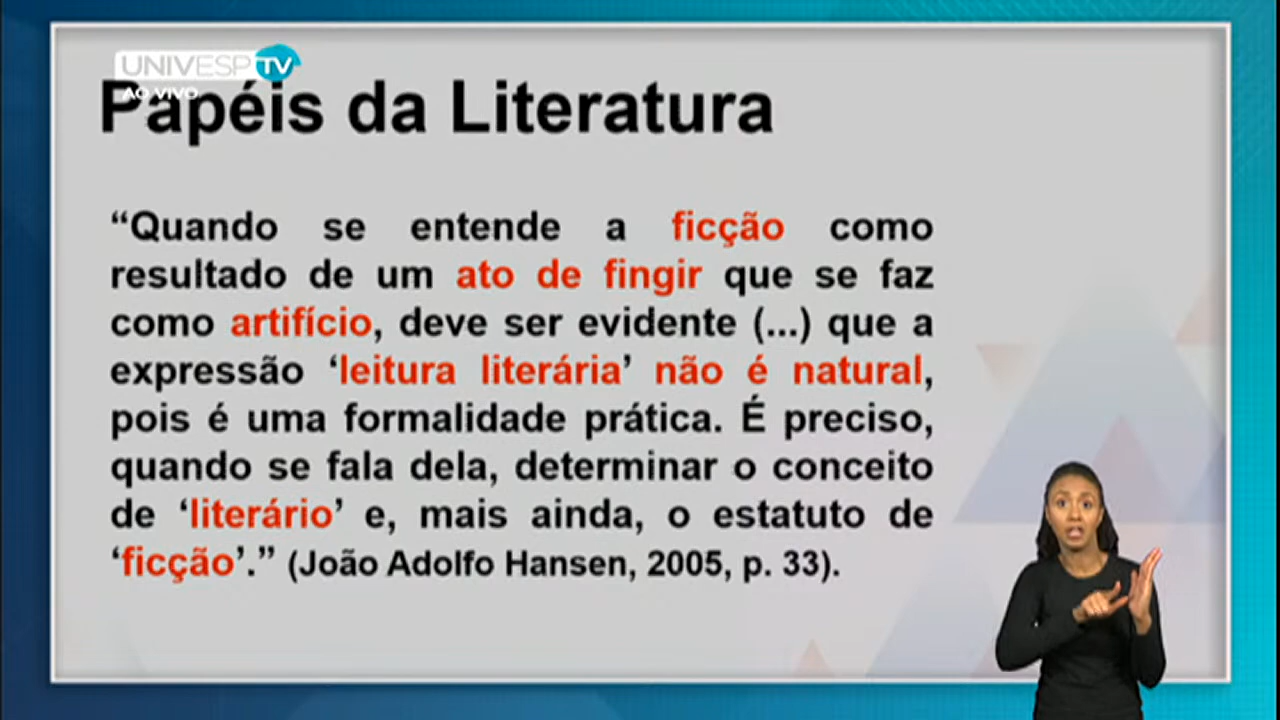 UNIVESP TV
AO VIVO
Papéis da Literatura
“Quando se entende a ficção como
resultado de um ato de fingir que se faz
como artifício, deve ser evidente (...) que a
expressão ‘leitura literária’ não é natural,
pois é uma formalidade prática. É preciso,
quando se fala dela, determinar o conceito
de ‘literário’ e, mais ainda, o estatuto de
‘ficção’.” (João Adolfo Hansen, 2005, p. 33).